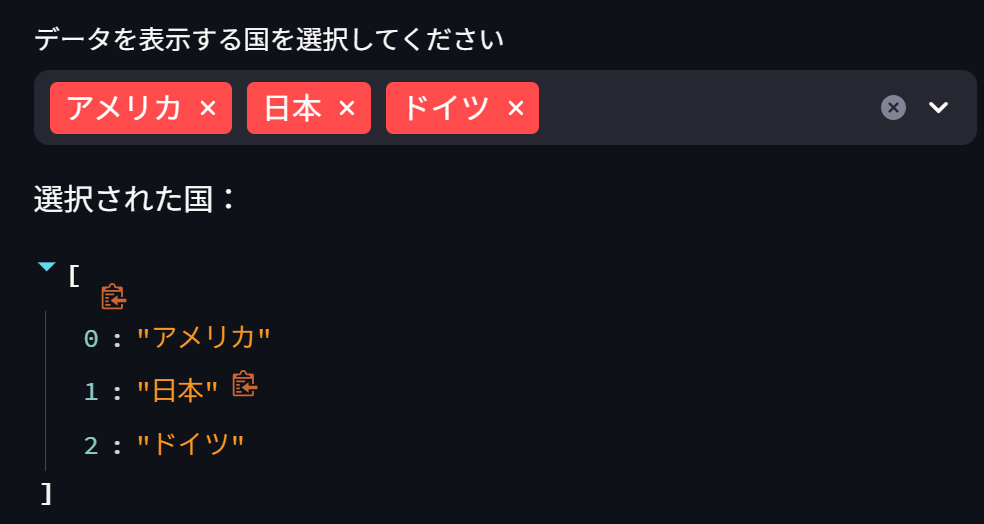 データを表示する国を選択してください
アメリカ × 日本 × ドイツ ×
選択された国：
[
0 : "アメリカ"
1 : "日本"
2 : "ドイツ"
]